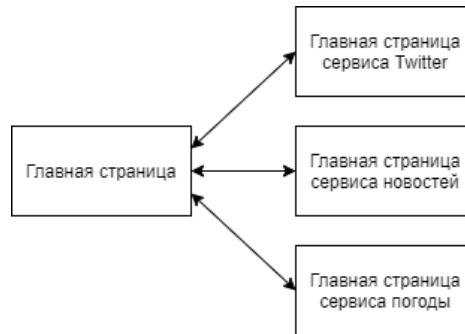 Главная страница
сервиса Twitter
Главная страница
Главная страница
сервиса новостей
Главная страница
сервиса погоды